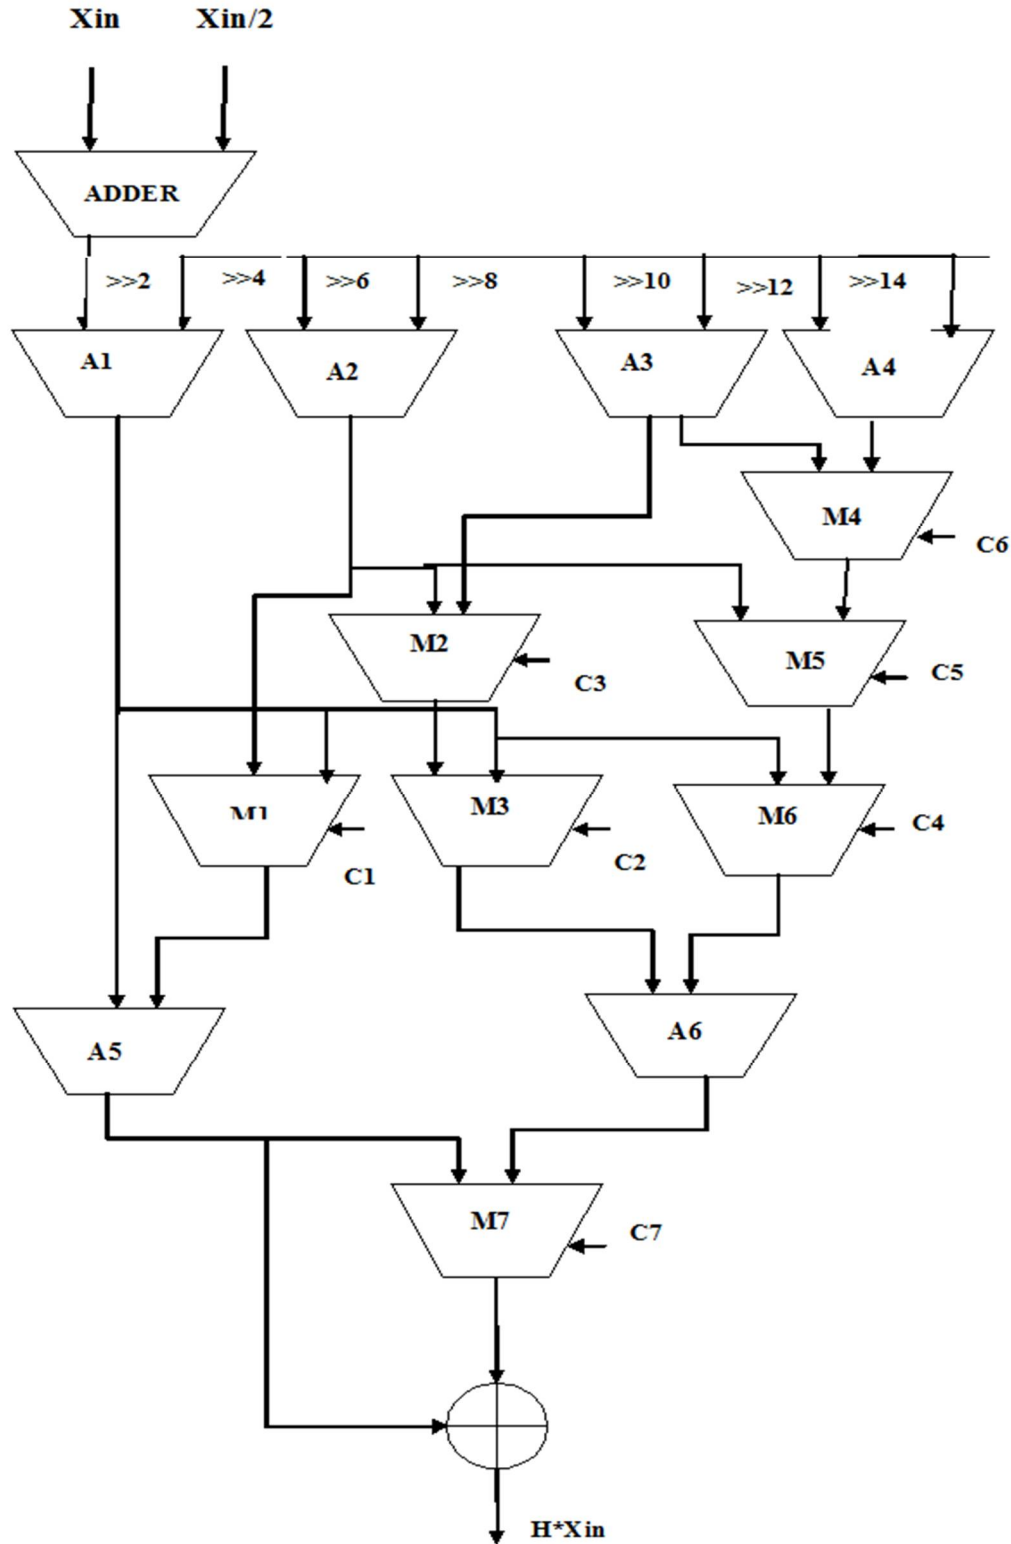 Xin Xin/2
ADDER
>>2 >>4 >>6 >>8 >>10 >>12 >>14
A1 A2 A3 A4
M4
C6
M2 M5
C3 C5
M1 M3 M6
C1 C2 C4
A5 A6
M7 C7
H*Xin